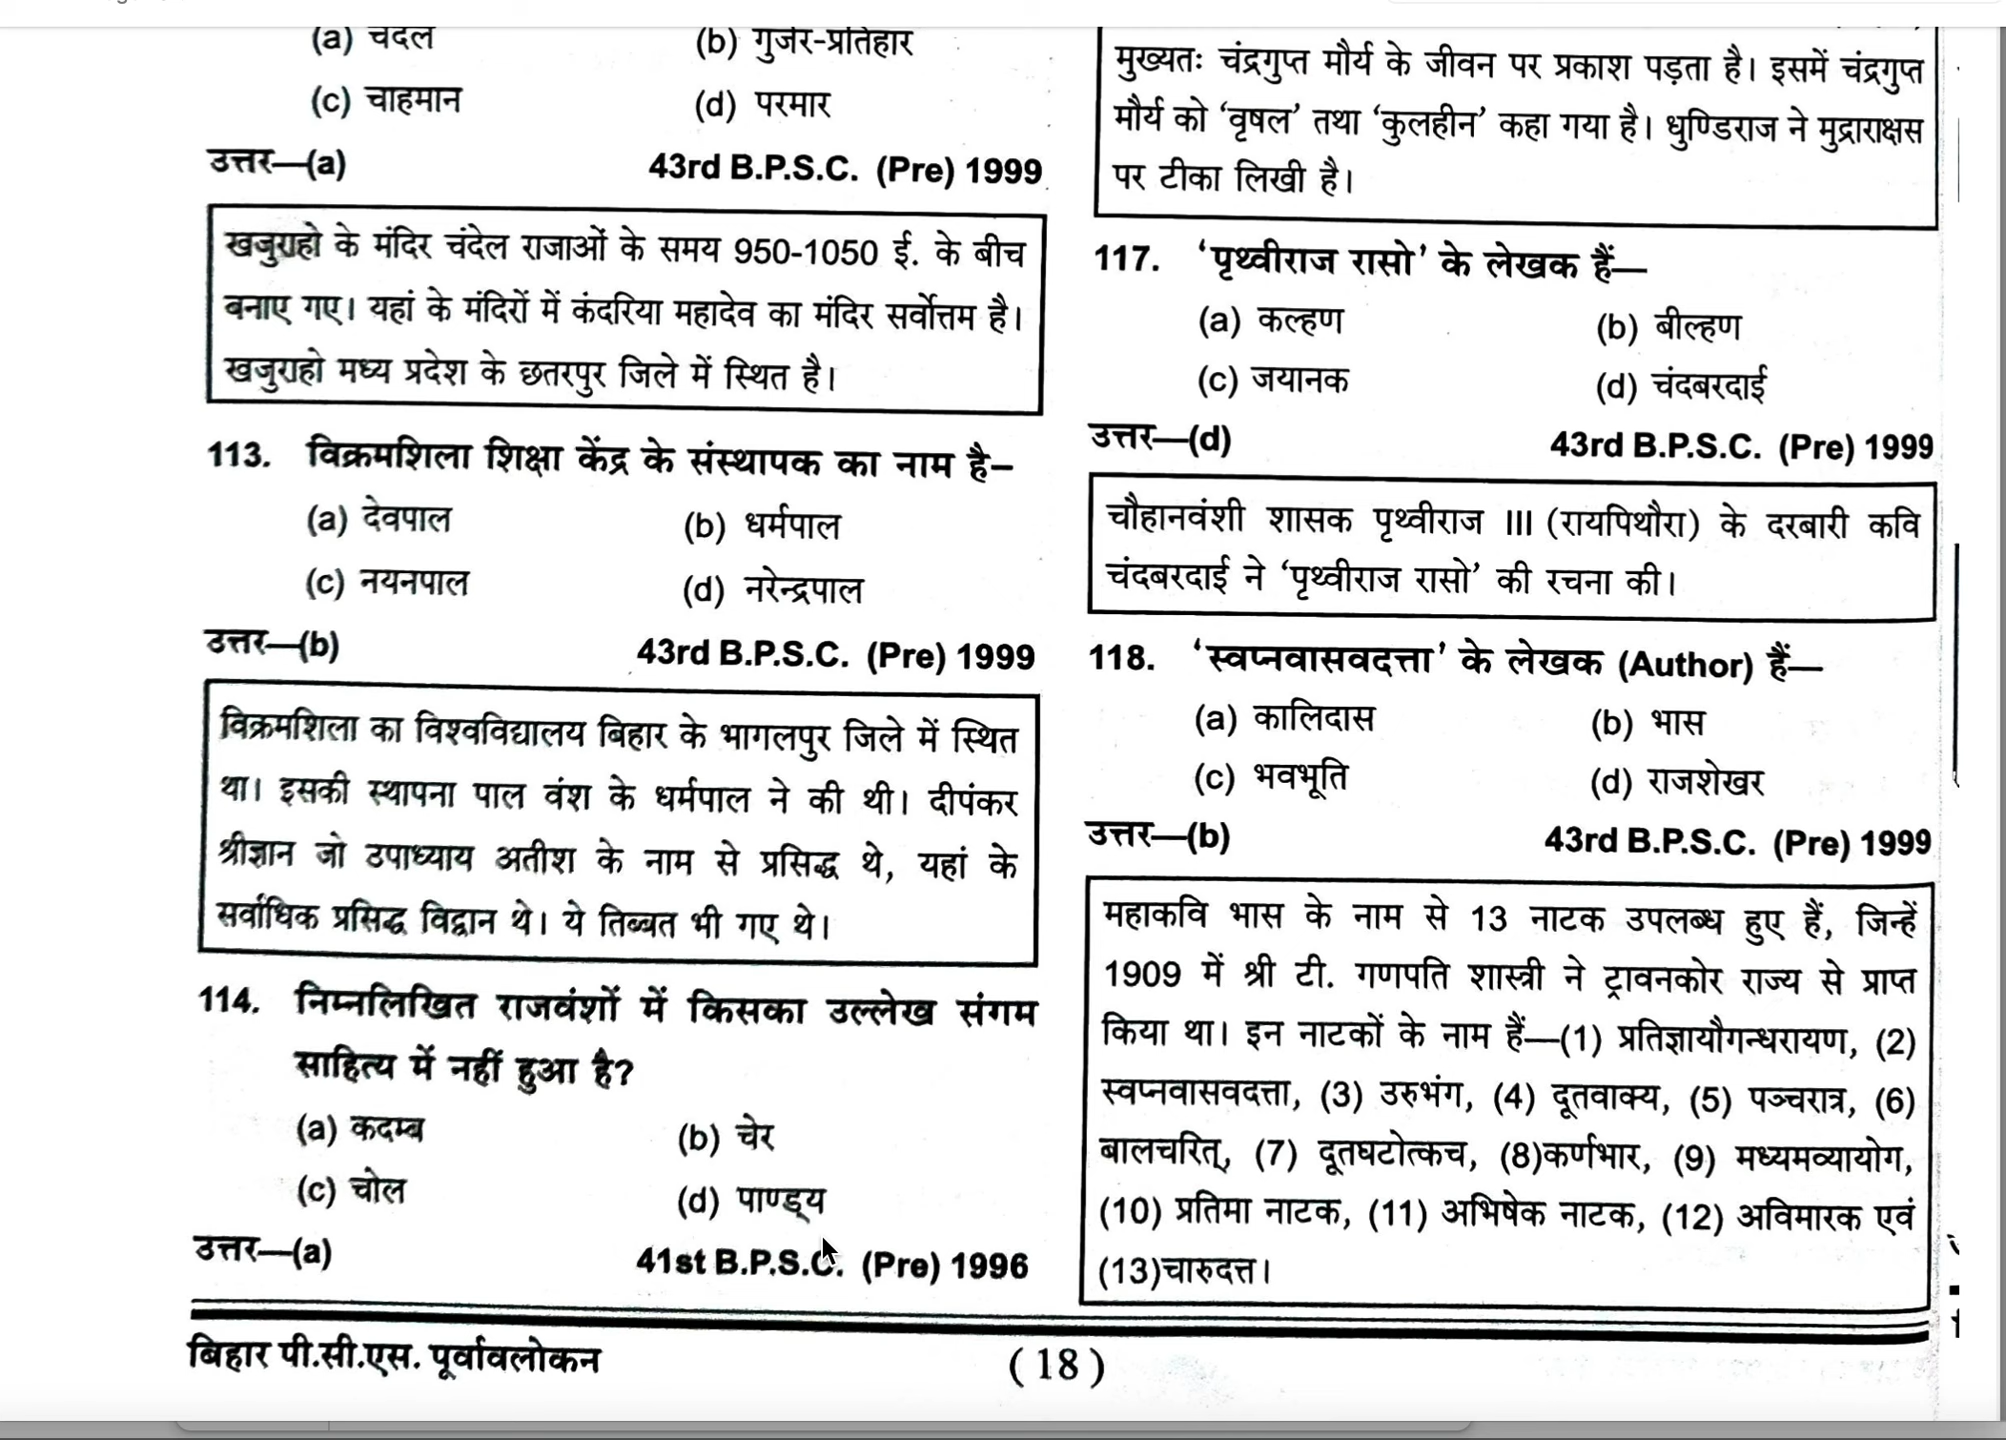 (a) चंदेल (b) गुर्जर-प्रतिहार
(c) चाहमान (d) परमार
उत्तर—(a) 43rd B.P.S.C. (Pre) 1999
खजुराहो के मंदिर चंदेल राजाओं के समय 950-1050 ई. के बीच
बनाए गए। यहां के मंदिरों में कंदरिया महादेव का मंदिर सर्वोत्तम है।
खजुराहो मध्य प्रदेश के छतरपुर जिले में स्थित है।
113. विक्रमशिला शिक्षा केंद्र के संस्थापक का नाम है–
(a) देवपाल (b) धर्मपाल
(c) नयनपाल (d) नरेन्द्रपाल
उत्तर—(b) 43rd B.P.S.C. (Pre) 1999
विक्रमशिला का विश्वविद्यालय बिहार के भागलपुर जिले में स्थित
था। इसकी स्थापना पाल वंश के धर्मपाल ने की थी। दीपंकर
श्रीज्ञान जो उपाध्याय अतीश के नाम से प्रसिद्ध थे, यहां के
सर्वाधिक प्रसिद्ध विद्वान थे। ये तिब्बत भी गए थे।
114. निम्नलिखित राजवंशों में किसका उल्लेख संगम
साहित्य में नहीं हुआ है?
(a) कदम्ब (b) चेर
(c) चोल (d) पाण्ड्य
उत्तर—(a) 41st B.P.S.C. (Pre) 1996
मुख्यतः चंद्रगुप्त मौर्य के जीवन पर प्रकाश पड़ता है। इसमें चंद्रगुप्त
मौर्य को ‘वृषल’ तथा ‘कुलहीन’ कहा गया है। धुण्डिराज ने मुद्राराक्षस
पर टीका लिखी है।
117. ‘पृथ्वीराज रासो’ के लेखक हैं—
(a) कल्हण (b) बील्हण
(c) जयानक (d) चंदबरदाई
उत्तर—(d) 43rd B.P.S.C. (Pre) 1999
चौहानवंशी शासक पृथ्वीराज III (रायपिथौरा) के दरबारी कवि
चंदबरदाई ने ‘पृथ्वीराज रासो’ की रचना की।
118. ‘स्वप्नवासवदत्ता’ के लेखक (Author) हैं—
(a) कालिदास (b) भास
(c) भवभूति (d) राजशेखर
उत्तर—(b) 43rd B.P.S.C. (Pre) 1999
महाकवि भास के नाम से 13 नाटक उपलब्ध हुए हैं, जिन्हें
1909 में श्री टी. गणपति शास्त्री ने ट्रावनकोर राज्य से प्राप्त
किया था। इन नाटकों के नाम हैं—(1) प्रतिज्ञायौगन्धरायण, (2)
स्वप्नवासवदत्ता, (3) उरुभंग, (4) दूतवाक्य, (5) पञ्चरात्र, (6)
बालचरित्, (7) दूतघटोत्कच, (8)कर्णभार, (9) मध्यमव्यायोग,
(10) प्रतिमा नाटक, (11) अभिषेक नाटक, (12) अविमारक एवं
(13)चारुदत्त।
बिहार पी.सी.एस. पूर्वावलोकन (18)